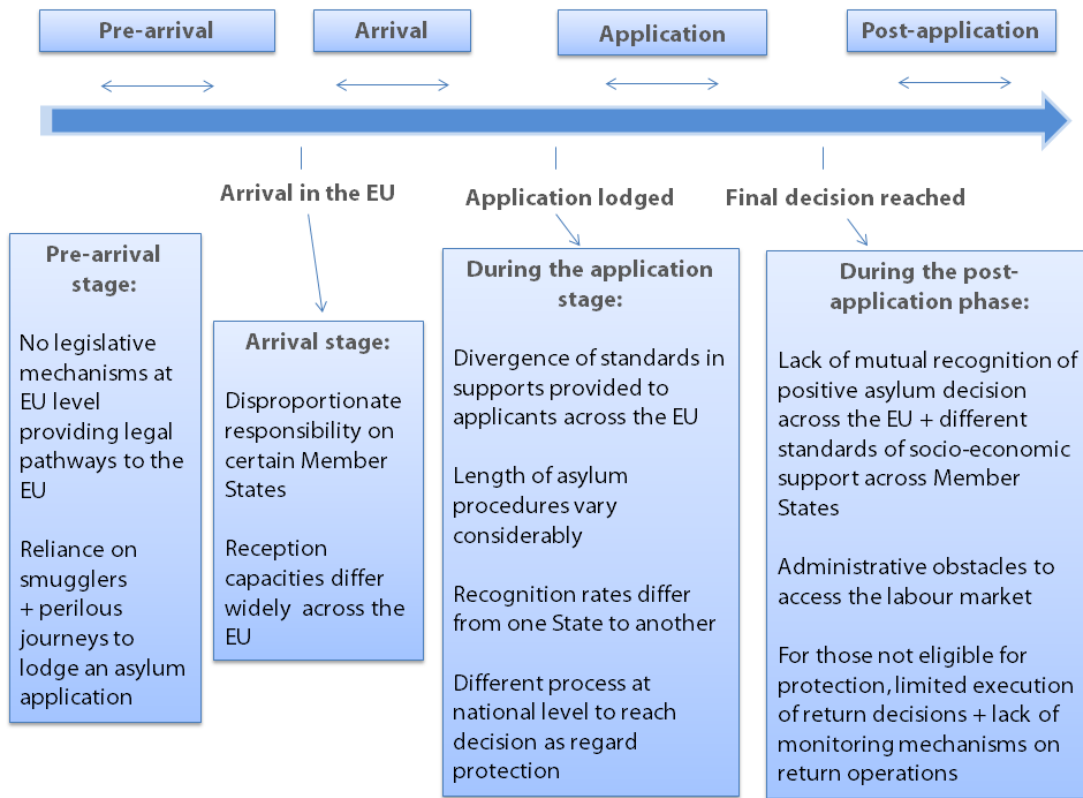 Pre-arrival
Arrival
Application
Post-application
Arrival in the EU
Application lodged
Final decision reached
Pre-arrival
stage:
No legislative
mechanisms at
EU level
providing legal
pathways to the
EU
Reliance on
smugglers
+ perilous
journeys to
lodge an asylum
application
Arrival stage:
Disproportionate
responsibility on
certain Member
States
Reception
capacities differ
widely across the
EU
During the application
stage:
Divergence of standards in
supports provided to
applicants across the EU
Length of asylum
procedures vary
considerably
Recognition rates differ
from one State to another
Different process at
national level to reach
decision as regard
protection
During the post-
application phase:
Lack of mutual recognition of
positive asylum decision
across the EU + different
standards of socio-economic
support across Member
States
Administrative obstacles to
access the labour market
For those not eligible for
protection, limited execution
of return decisions + lack of
monitoring mechanisms on
return operations